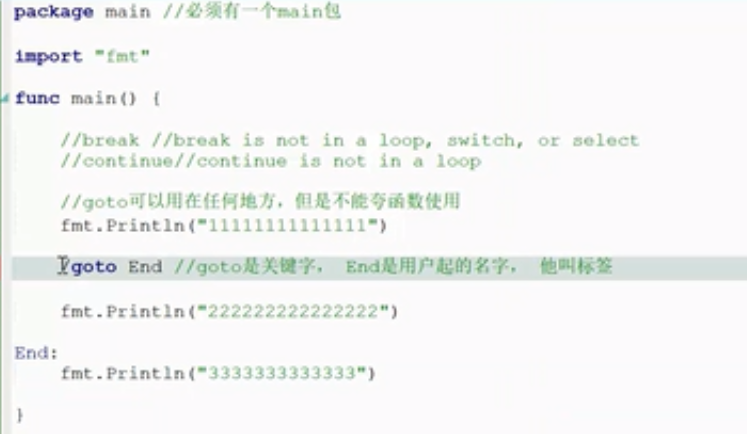 package main //必须有一个main包
import "fmt"
func main() {
//break //break is not in a loop, switch, or select
//continue//continue is not in a loop
//goto可以用在任何地方，但是不能夸函数使用
fmt.Println("11111111111111")
/goto End //goto是关键字， End是用户起的名字， 他叫标签
fmt.Println("222222222222222")
End:
fmt.Println("3333333333333")
}